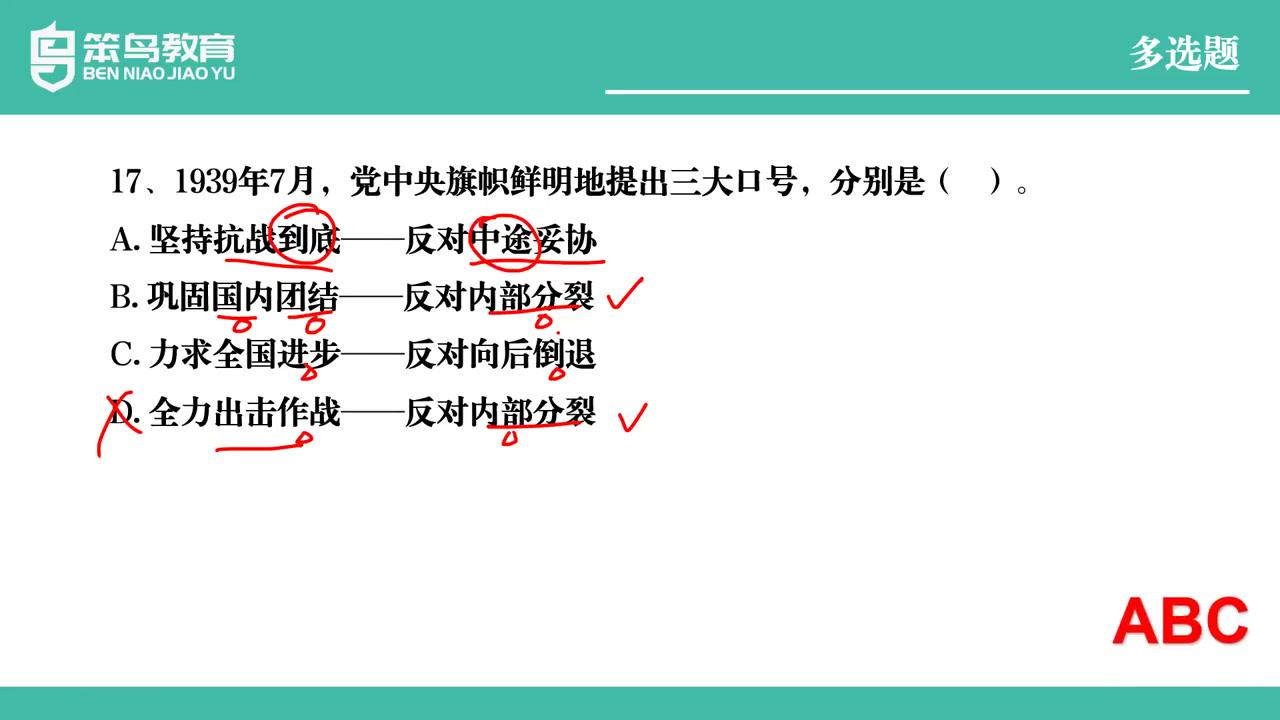 笨鸟教育
BEN NIAO JIAO YU
多选题
17、1939年7月，党中央旗帜鲜明地提出三大口号，分别是（　）。
A. 坚持抗战到底——反对中途妥协
B. 巩固国内团结——反对内部分裂
C. 力求全国进步——反对向后倒退
D. 全力出击作战——反对内部分裂
ABC